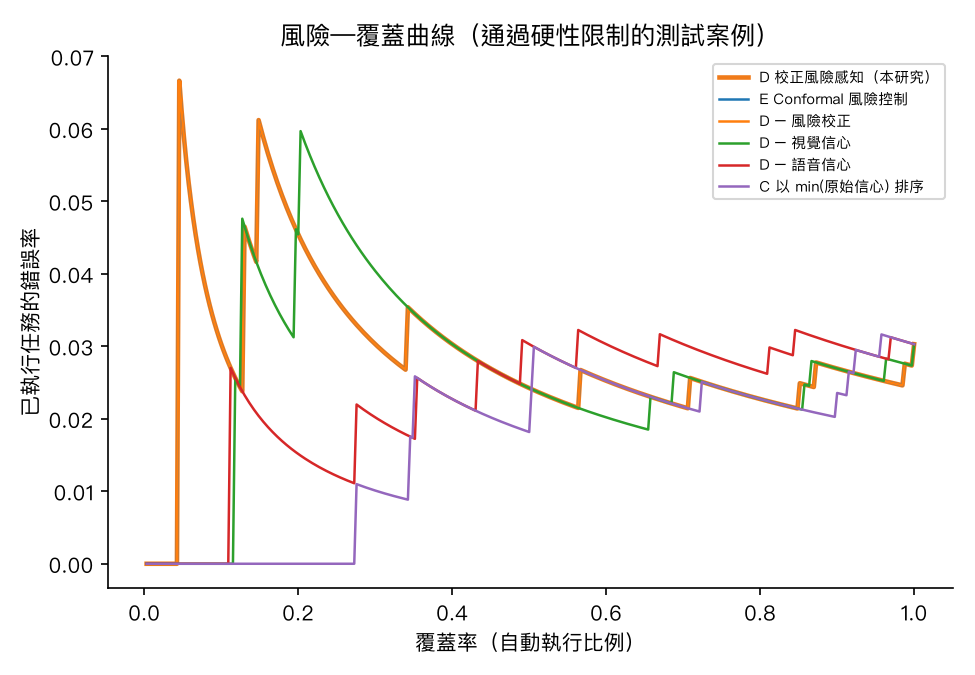 風險—覆蓋曲線（通過硬性限制的測試案例）
0.07
0.06
0.05
0.04
0.03
0.02
0.01
0.00
已執行任務的錯誤率
D 校正風險感知（本研究）
E Conformal 風險控制
D − 風險校正
D − 視覺信心
D − 語音信心
C 以 min(原始信心) 排序
0.0 0.2 0.4 0.6 0.8 1.0
覆蓋率（自動執行比例）